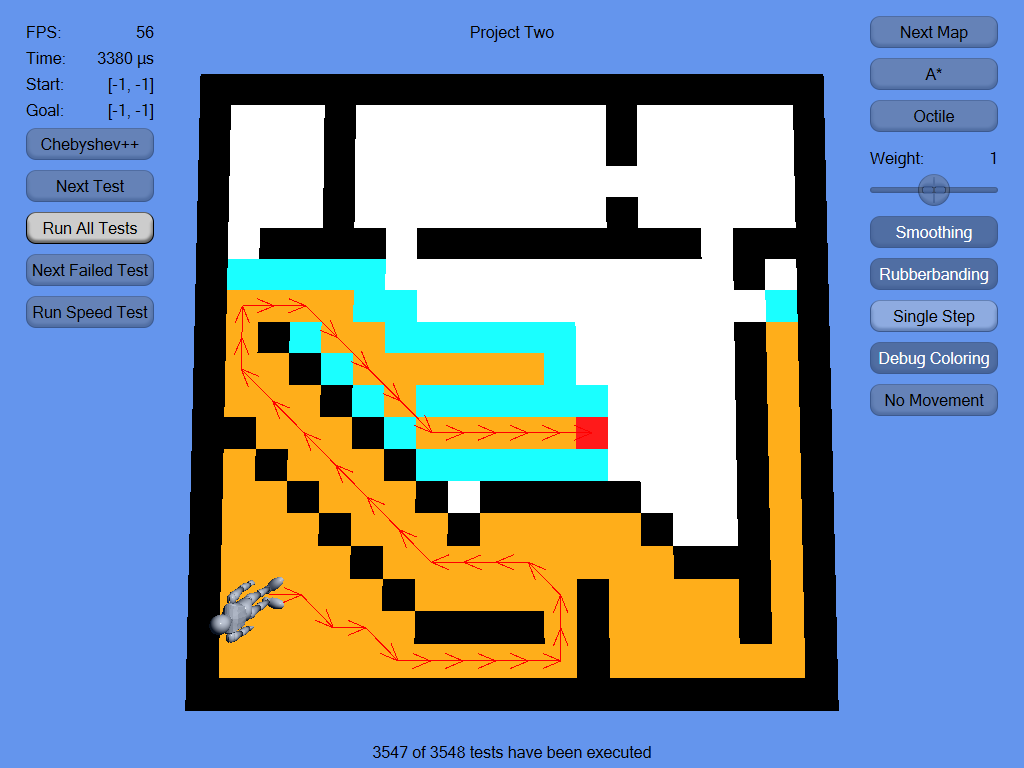 FPS: 56
Time: 3380 µs
Start: [-1, -1]
Goal: [-1, -1]
Chebyshev++
Next Test
Run All Tests
Next Failed Test
Run Speed Test
Project Two
Next Map
A*
Octile
Weight: 1
Smoothing
Rubberbanding
Single Step
Debug Coloring
No Movement
3547 of 3548 tests have been executed